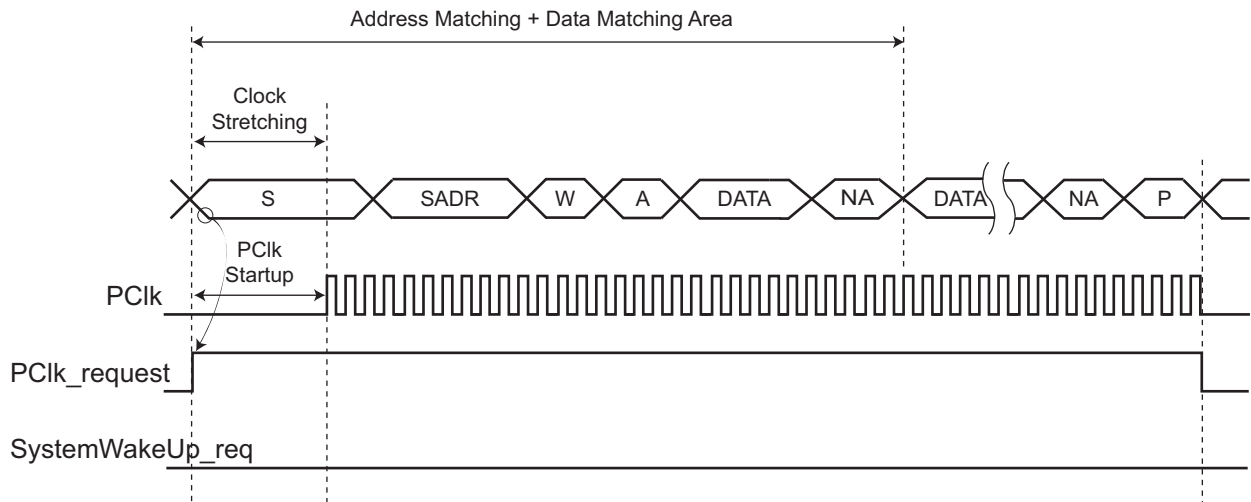 Address Matching + Data Matching Area
Clock
Stretching
S SADR W A DATA NA DATA NA P
PClk
Startup
PClk
PClk_request
SystemWakeUp_req